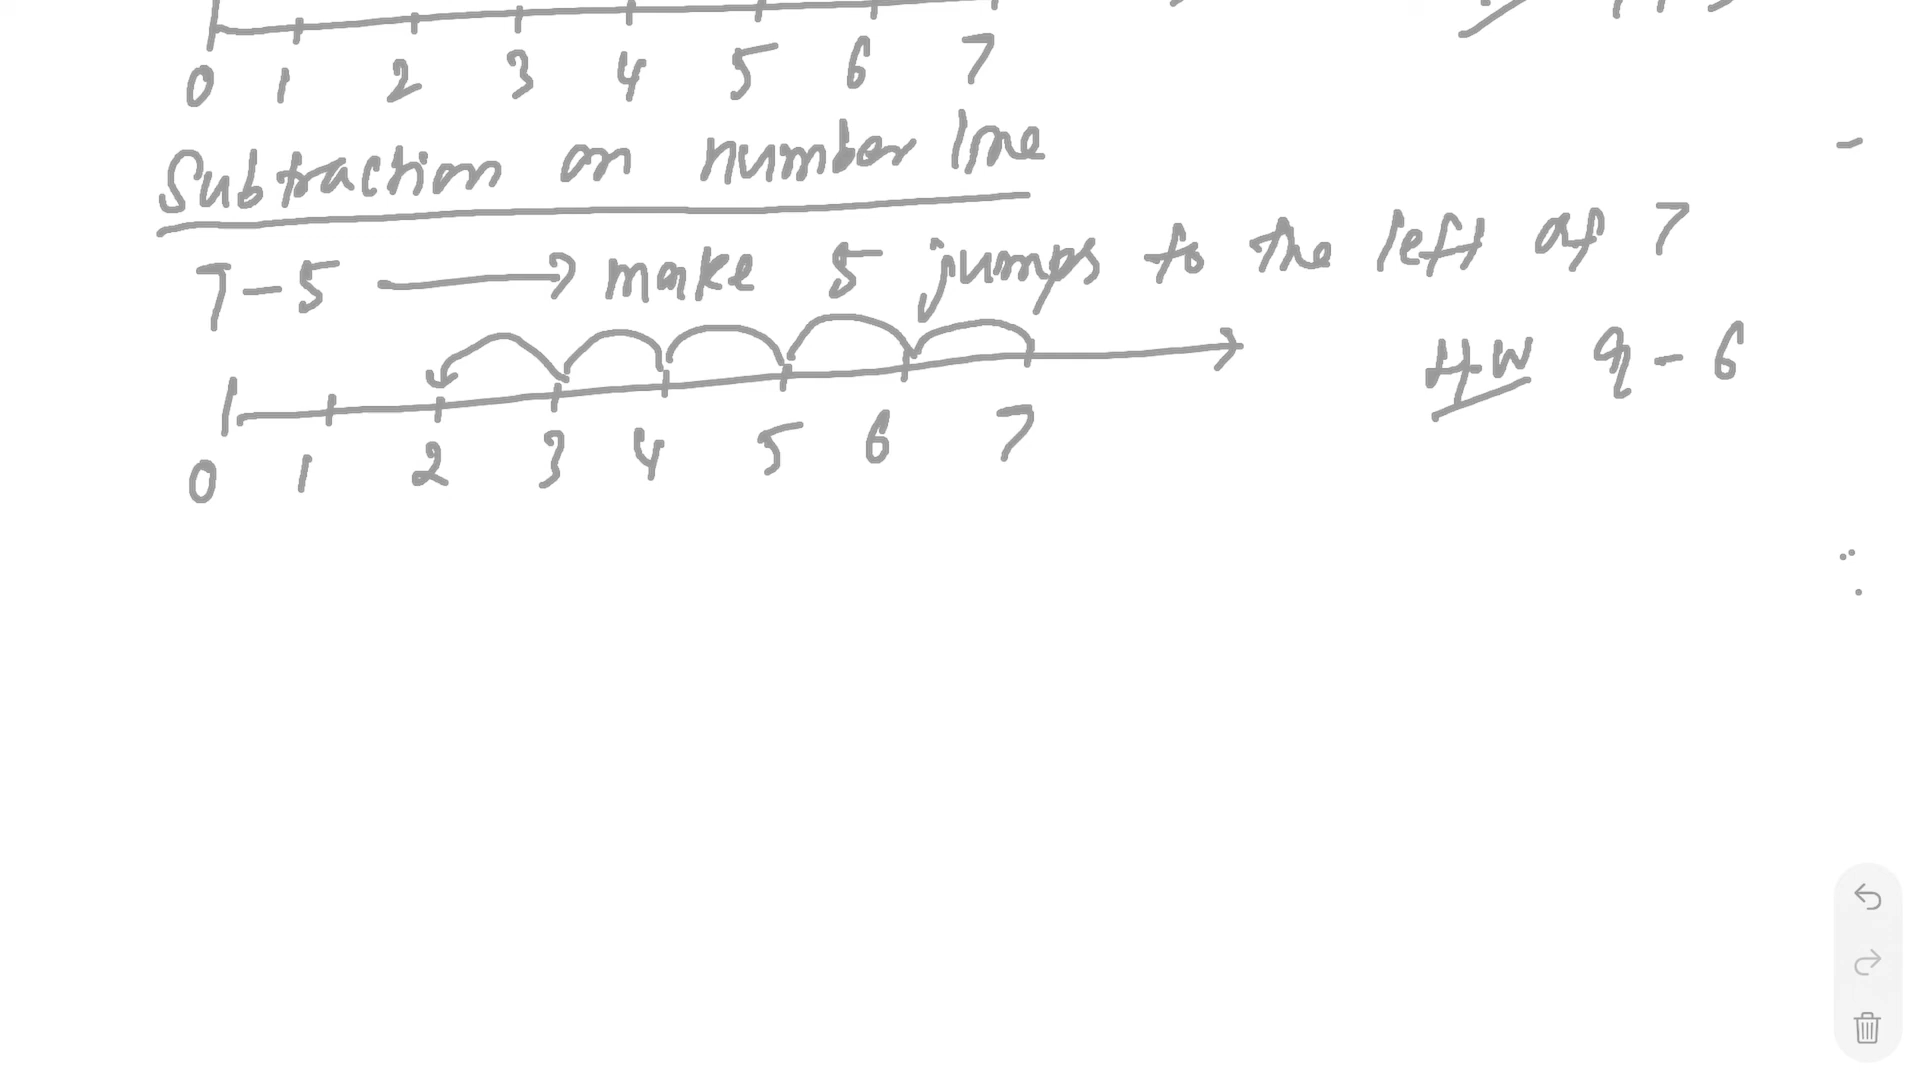 0 1 2 3 4 5 6 7
Subtraction on number line
7-5 → make 5 jumps to the left of 7
HW 9-6
0 1 2 3 4 5 6 7